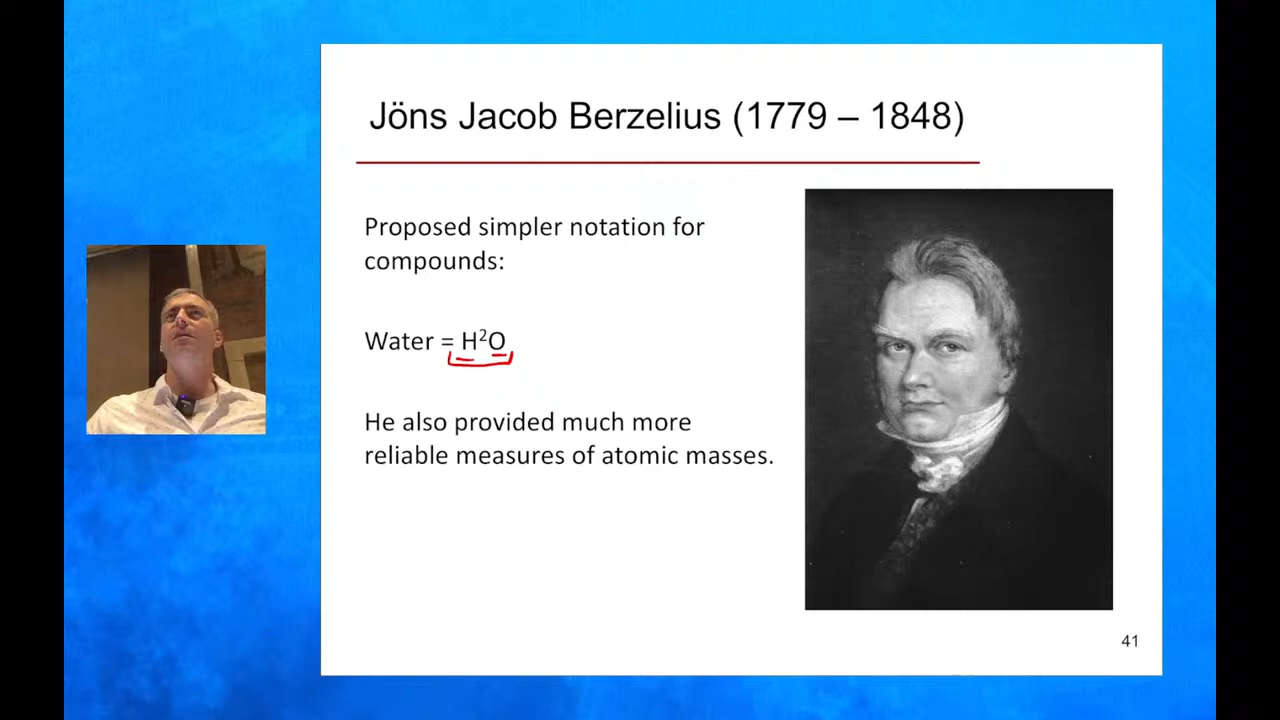 Jöns Jacob Berzelius (1779 – 1848)
Proposed simpler notation for
compounds:
Water = H²O
He also provided much more
reliable measures of atomic masses.
41